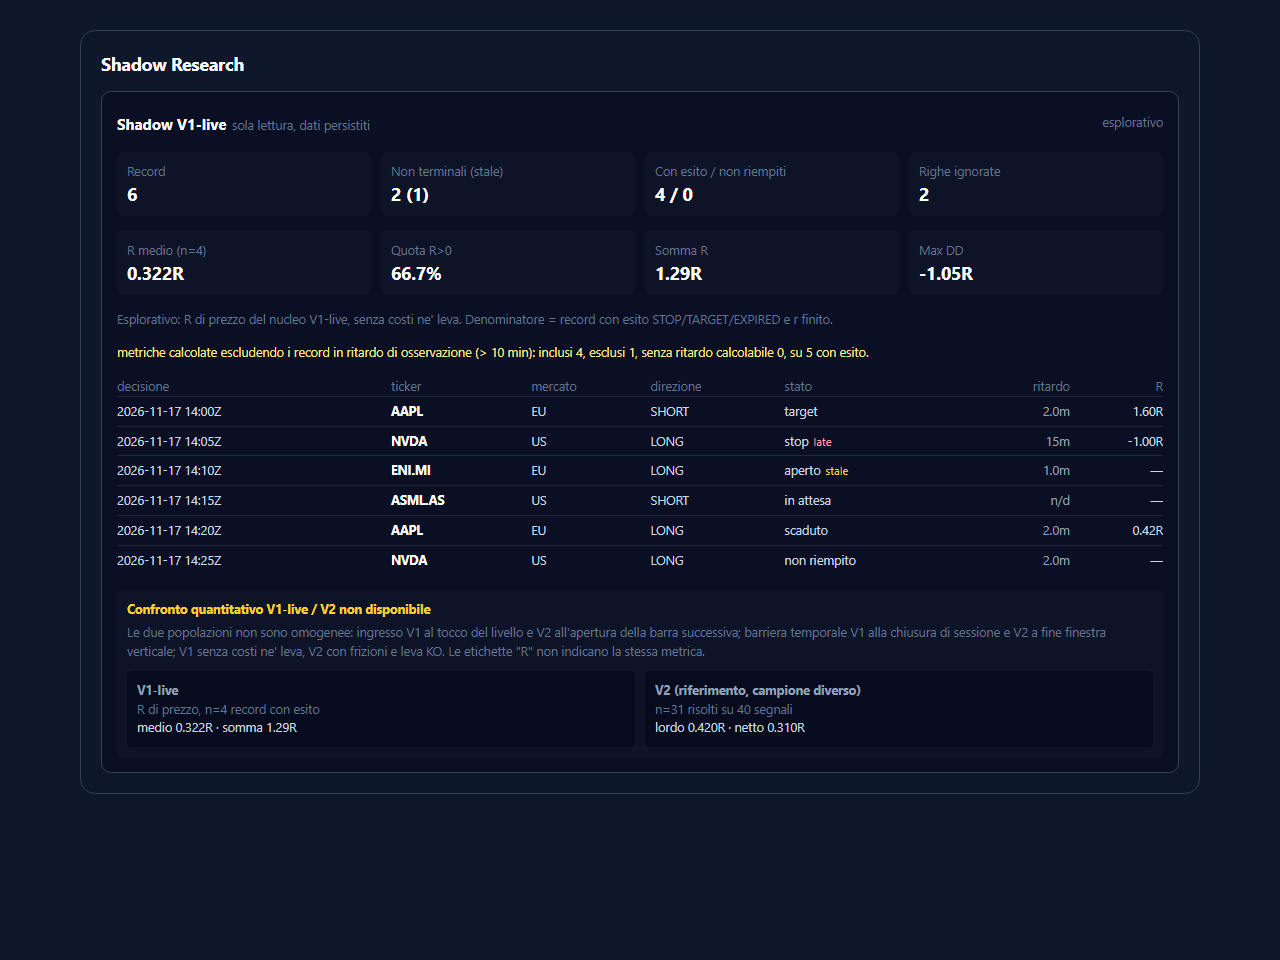 Shadow Research
Shadow V1-live sola lettura, dati persistiti
esplorativo
Record
6
Non terminali (stale)
2 (1)
Con esito / non riempiti
4 / 0
Righe ignorate
2
R medio (n=4)
0.322R
Quota R>0
66.7%
Somma R
1.29R
Max DD
-1.05R
Esplorativo: R di prezzo del nucleo V1-live, senza costi ne' leva. Denominatore = record con esito STOP/TARGET/EXPIRED e r finito.
metriche calcolate escludendo i record in ritardo di osservazione (> 10 min): inclusi 4, esclusi 1, senza ritardo calcolabile 0, su 5 con esito.
decisione ticker mercato direzione stato ritardo R
2026-11-17 14:00Z AAPL EU SHORT target 2.0m 1.60R
2026-11-17 14:05Z NVDA US LONG stop late 15m -1.00R
2026-11-17 14:10Z ENI.MI EU LONG aperto stale 1.0m —
2026-11-17 14:15Z ASML.AS US SHORT in attesa n/d —
2026-11-17 14:20Z AAPL EU LONG scaduto 2.0m 0.42R
2026-11-17 14:25Z NVDA US LONG non riempito 2.0m —
Confronto quantitativo V1-live / V2 non disponibile
Le due popolazioni non sono omogenee: ingresso V1 al tocco del livello e V2 all'apertura della barra successiva; barriera temporale V1 alla chiusura di sessione e V2 a fine finestra
verticale; V1 senza costi ne' leva, V2 con frizioni e leva KO. Le etichette "R" non indicano la stessa metrica.
V1-live
R di prezzo, n=4 record con esito
medio 0.322R · somma 1.29R
V2 (riferimento, campione diverso)
n=31 risolti su 40 segnali
lordo 0.420R · netto 0.310R